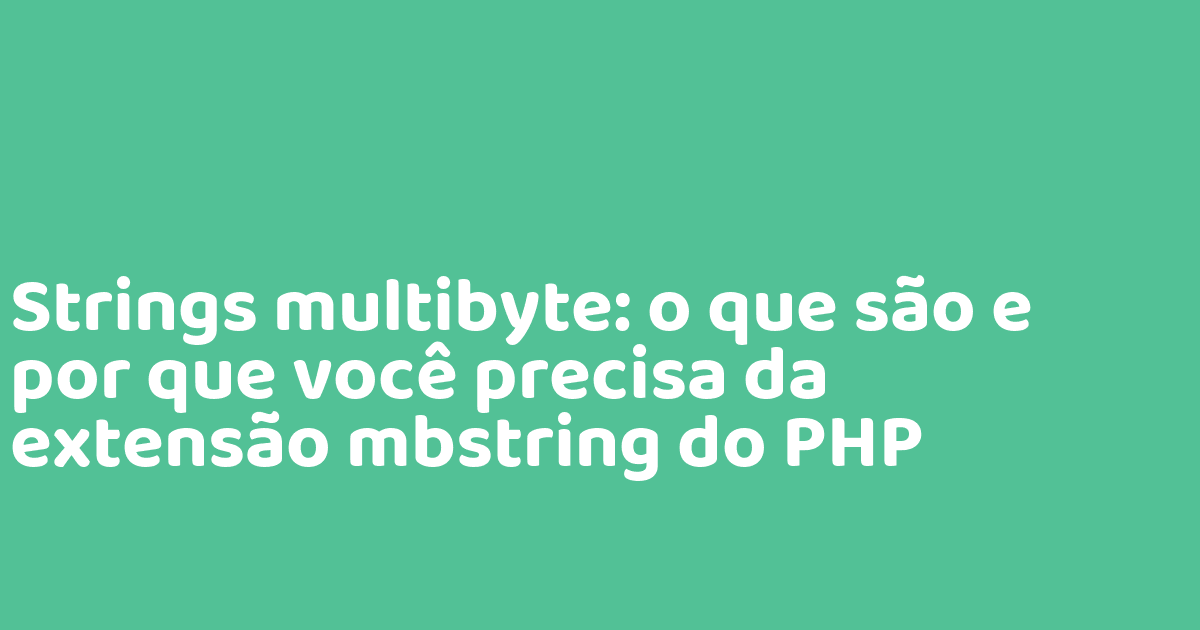 Strings multibyte: o que são e
por que você precisa da
extensão mbstring do PHP